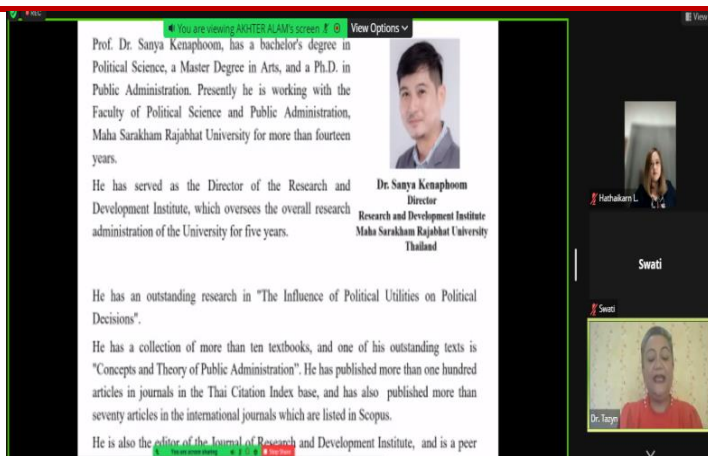 REC
You are viewing AKHTER ALAM's screen
View Options
View
Prof. Dr. Sanya Kenaphoom, has a bachelor's degree in
Political Science, a Master Degree in Arts, and a Ph.D. in
Public Administration. Presently he is working with the
Faculty of Political Science and Public Administration,
Maha Sarakham Rajabhat University for more than fourteen
years.
He has served as the Director of the Research and
Development Institute, which oversees the overall research
administration of the University for five years.
Dr. Sanya Kenaphoom
Director
Research and Development Institute
Maha Sarakham Rajabhat University
Thailand
He has an outstanding research in "The Influence of Political Utilities on Political
Decisions".
He has a collection of more than ten textbooks, and one of his outstanding texts is
"Concepts and Theory of Public Administration". He has published more than one hundred
articles in journals in the Thai Citation Index base, and has also published more than
seventy articles in the international journals which are listed in Scopus.
He is also the editor of the Journal of Research and Development Institute, and is a peer
You are screen sharing
Stop Share
Hathaikarn L.
Swati
Swati
Dr. Tazyn